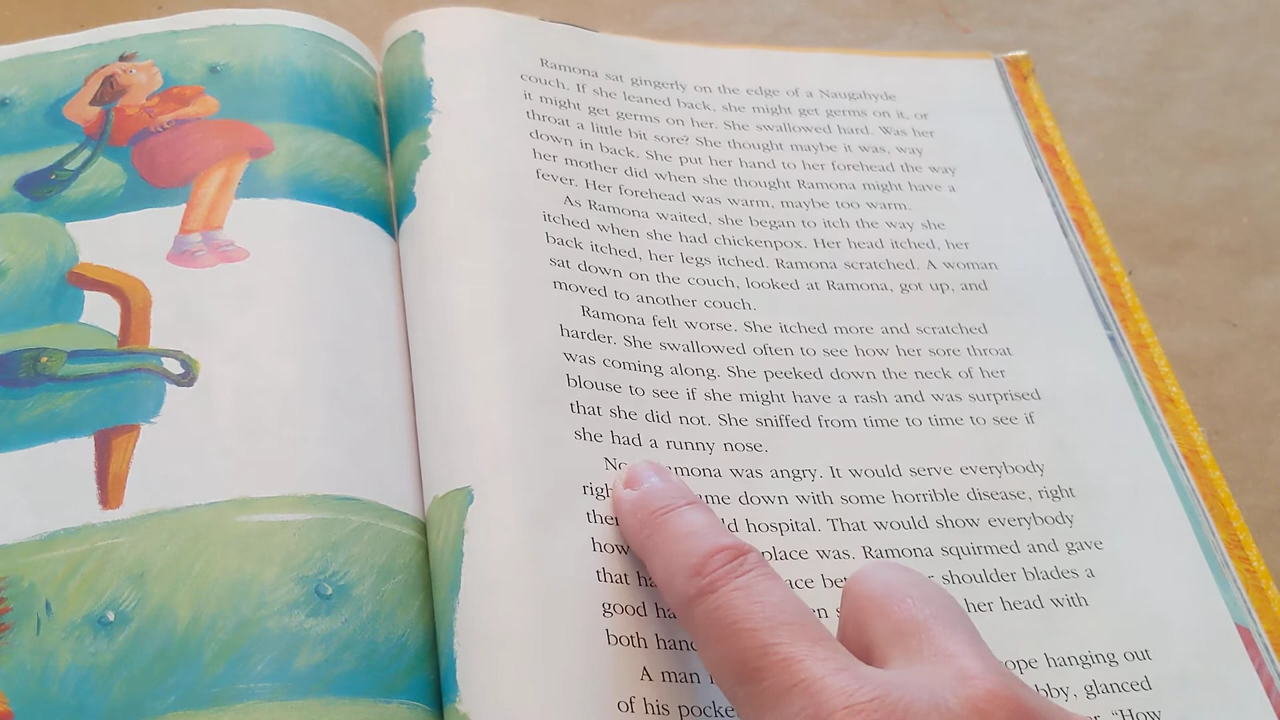 Ramona sat gingerly on the edge of a Naugahyde
couch. If she leaned back, she might get germs on it, or
it might get germs on her. She swallowed hard. Was her
throat a little bit sore? She thought maybe it was, way
down in back. She put her hand to her forehead the way
her mother did when she thought Ramona might have a
fever. Her forehead was warm, maybe too warm.
As Ramona waited, she began to itch the way she
itched when she had chickenpox. Her head itched, her
back itched, her legs itched. Ramona scratched. A woman
sat down on the couch, looked at Ramona, got up, and
moved to another couch.
Ramona felt worse. She itched more and scratched
harder. She swallowed often to see how her sore throat
was coming along. She peeked down the neck of her
blouse to see if she might have a rash and was surprised
that she did not. She sniffed from time to time to see if
she had a runny nose.
was angry. It would serve everybody
down with some horrible disease, right
hospital. That would show everybody
how place was. Ramona squirmed and gave
that shoulder blades a
good her head with
both
A man hanging out
of his glanced
"How